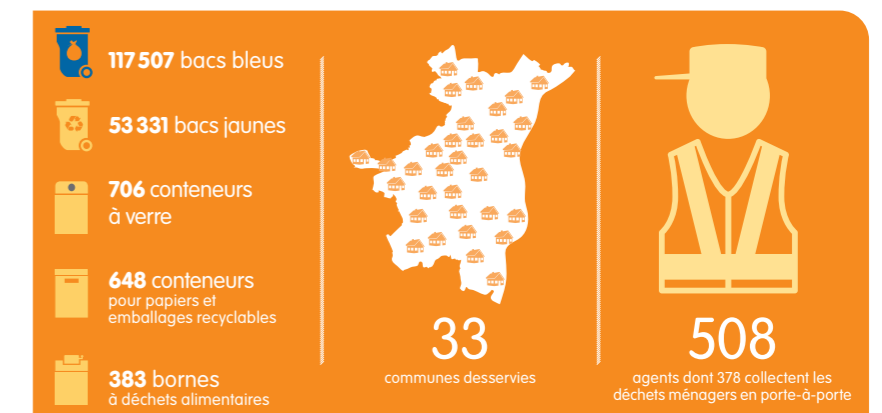 117 507 bacs bleus
53 331 bacs jaunes
706 conteneurs
à verre
648 conteneurs
pour papiers et
emballages recyclables
383 bornes
à déchets alimentaires
33
communes desservies
508
agents dont 378 collectent les
déchets ménagers en porte-à-porte